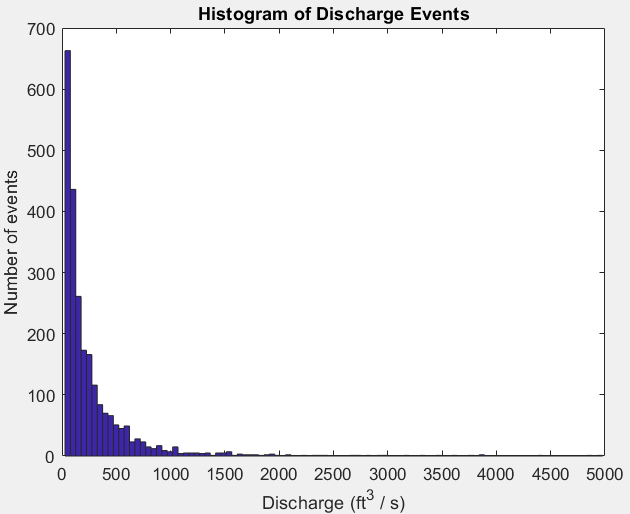 Histogram of Discharge Events
700
600
500
400
300
200
100
0
Number of events
0 500 1000 1500 2000 2500 3000 3500 4000 4500 5000
Discharge (ft³ / s)